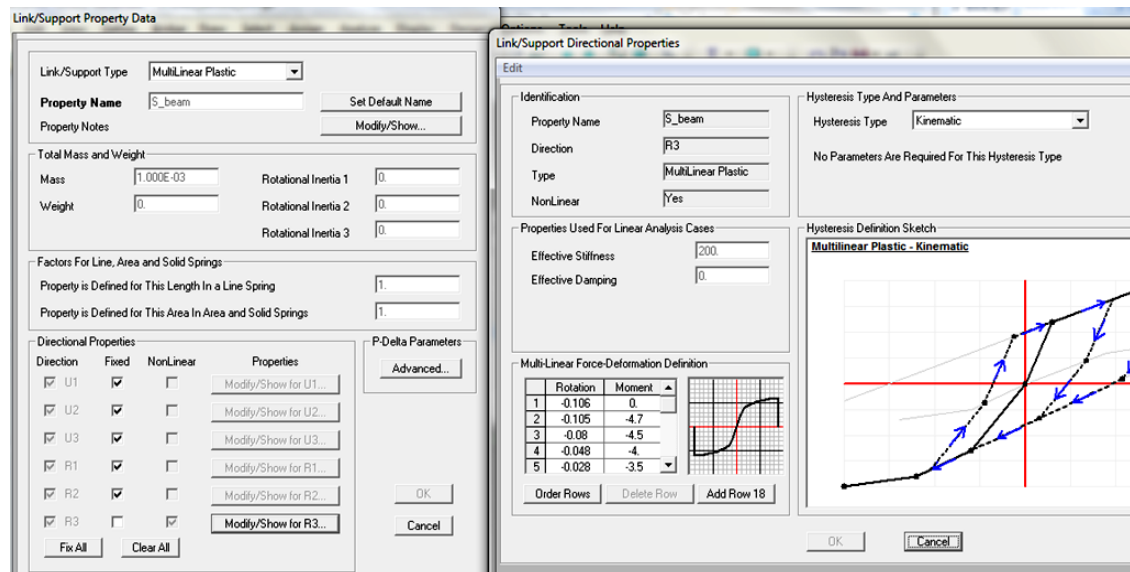 Link/Support Property Data
Link/Support Type
MultiLinear Plastic
Property Name
S_beam
Set Default Name
Property Notes
Modify/Show...
Total Mass and Weight
Mass
1.000E-03
Rotational Inertia 1
0.
Weight
0.
Rotational Inertia 2
0.
Rotational Inertia 3
0.
Factors For Line, Area and Solid Springs
Property is Defined for This Length In a Line Spring
1.
Property is Defined for This Area In Area and Solid Springs
1.
Directional Properties
Direction Fixed NonLinear Properties
U1 Modify/Show for U1...
U2 Modify/Show for U2...
U3 Modify/Show for U3...
R1 Modify/Show for R1...
R2 Modify/Show for R2...
R3 Modify/Show for R3...
Fix All Clear All
P-Delta Parameters
Advanced...
OK
Cancel
Link/Support Directional Properties
Edit
Identification
Property Name
S_beam
Direction
R3
Type
MultiLinear Plastic
NonLinear
Yes
Properties Used For Linear Analysis Cases
Effective Stiffness
200.
Effective Damping
0.
Multi-Linear Force-Deformation Definition
Rotation Moment
1 -0.106 0.
2 -0.105 -4.7
3 -0.08 -4.5
4 -0.048 -4.
5 -0.028 -3.5
Order Rows Delete Row Add Row 18
Hysteresis Type And Parameters
Hysteresis Type
Kinematic
No Parameters Are Required For This Hysteresis Type
Hysteresis Definition Sketch
Multilinear Plastic - Kinematic
OK
Cancel